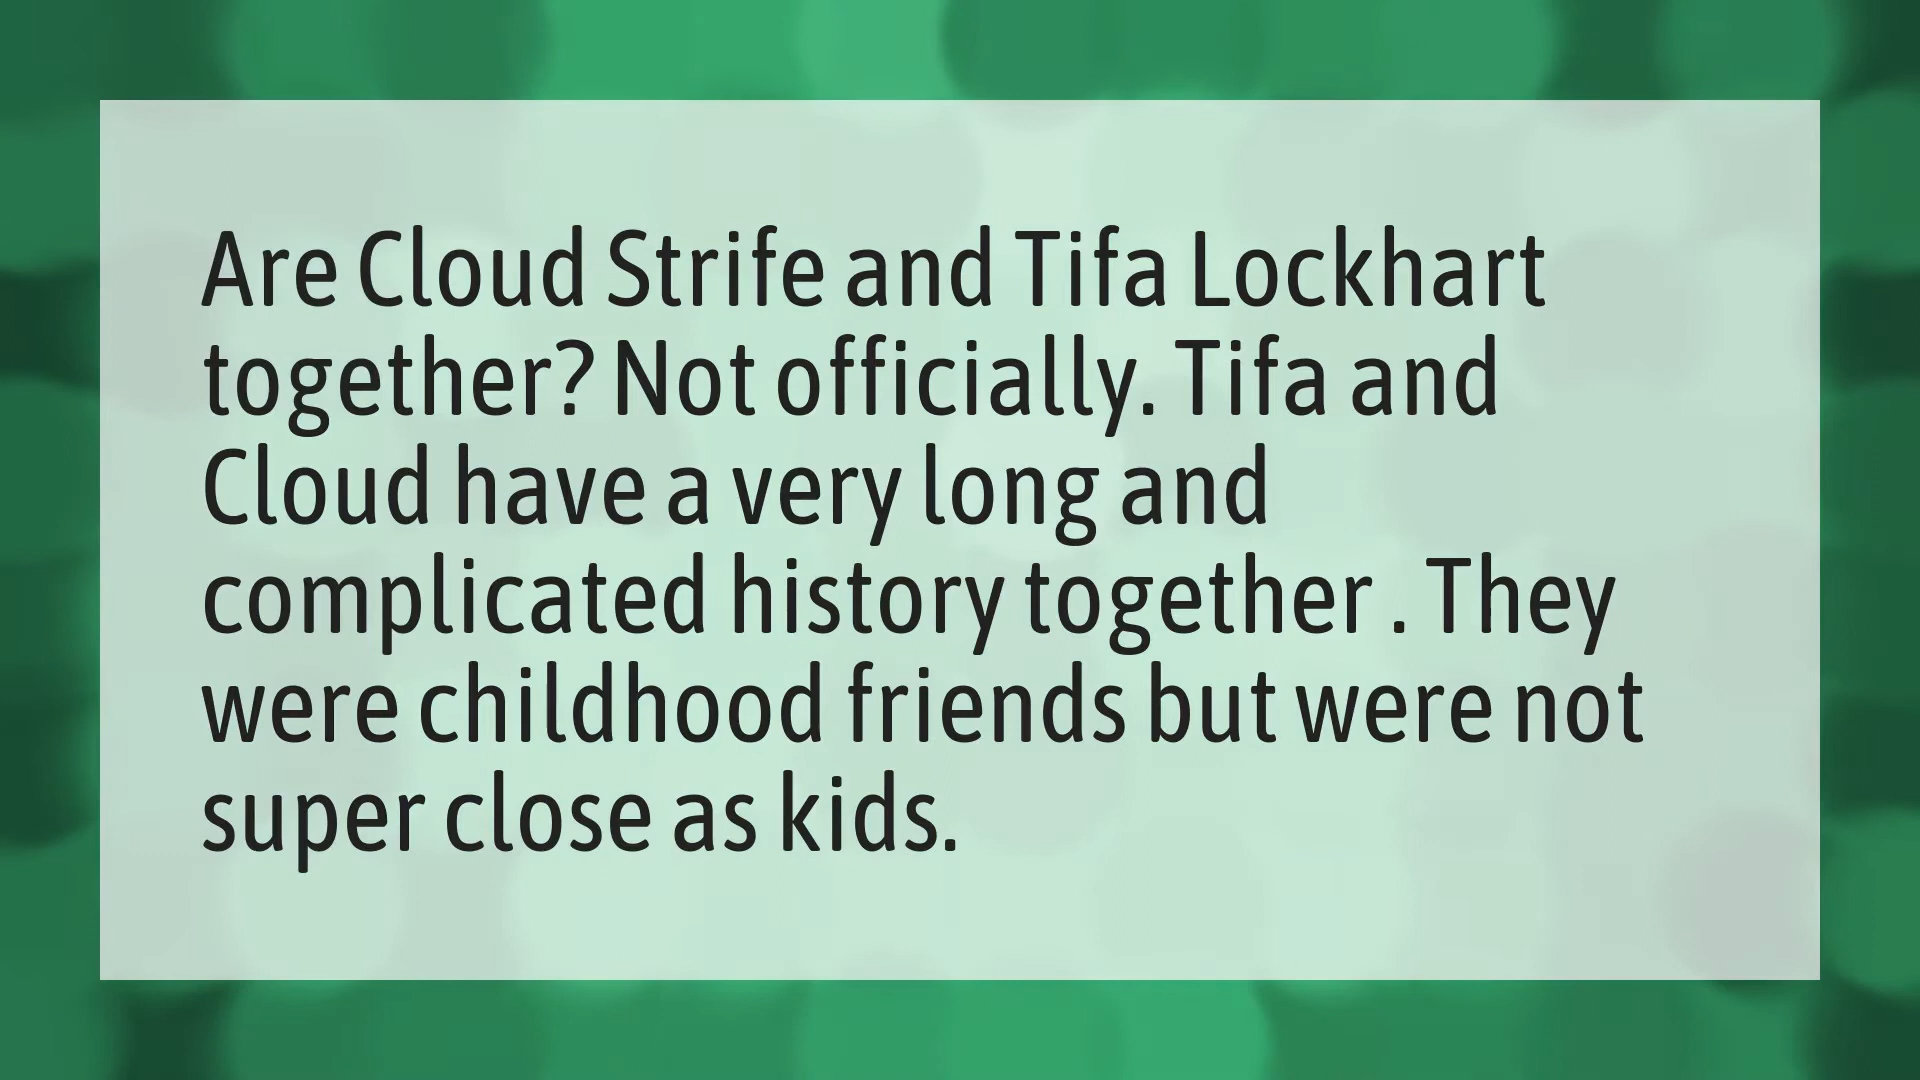 Are Cloud Strife and Tifa Lockhart
together? Not officially. Tifa and
Cloud have a very long and
complicated history together . They
were childhood friends but were not
super close as kids.